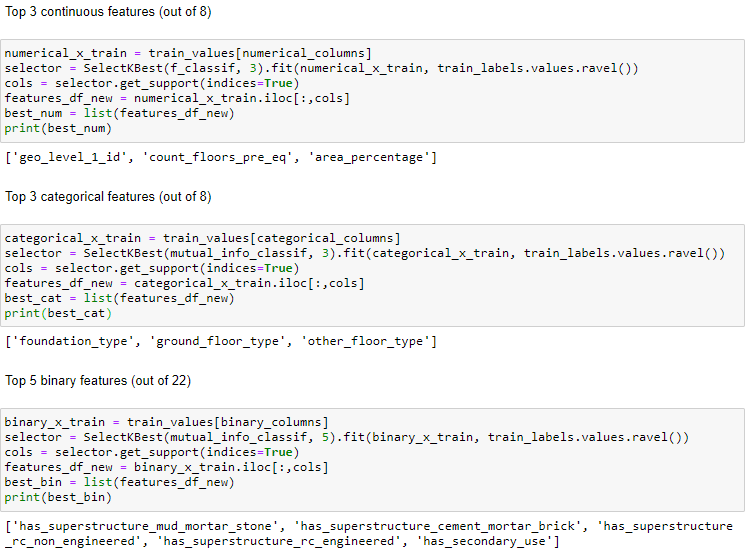 Top 3 continuous features (out of 8)
numerical_x_train = train_values[numerical_columns]
selector = SelectKBest(f_classif, 3).fit(numerical_x_train, train_labels.values.ravel())
cols = selector.get_support(indices=True)
features_df_new = numerical_x_train.iloc[:,cols]
best_num = list(features_df_new)
print(best_num)
['geo_level_1_id', 'count_floors_pre_eq', 'area_percentage']
Top 3 categorical features (out of 8)
categorical_x_train = train_values[categorical_columns]
selector = SelectKBest(mutual_info_classif, 3).fit(categorical_x_train, train_labels.values.ravel())
cols = selector.get_support(indices=True)
features_df_new = categorical_x_train.iloc[:,cols]
best_cat = list(features_df_new)
print(best_cat)
['foundation_type', 'ground_floor_type', 'other_floor_type']
Top 5 binary features (out of 22)
binary_x_train = train_values[binary_columns]
selector = SelectKBest(mutual_info_classif, 5).fit(binary_x_train, train_labels.values.ravel())
cols = selector.get_support(indices=True)
features_df_new = binary_x_train.iloc[:,cols]
best_bin = list(features_df_new)
print(best_bin)
['has_superstructure_mud_mortar_stone', 'has_superstructure_cement_mortar_brick', 'has_superstructure
_rc_non_engineered', 'has_superstructure_rc_engineered', 'has_secondary_use']